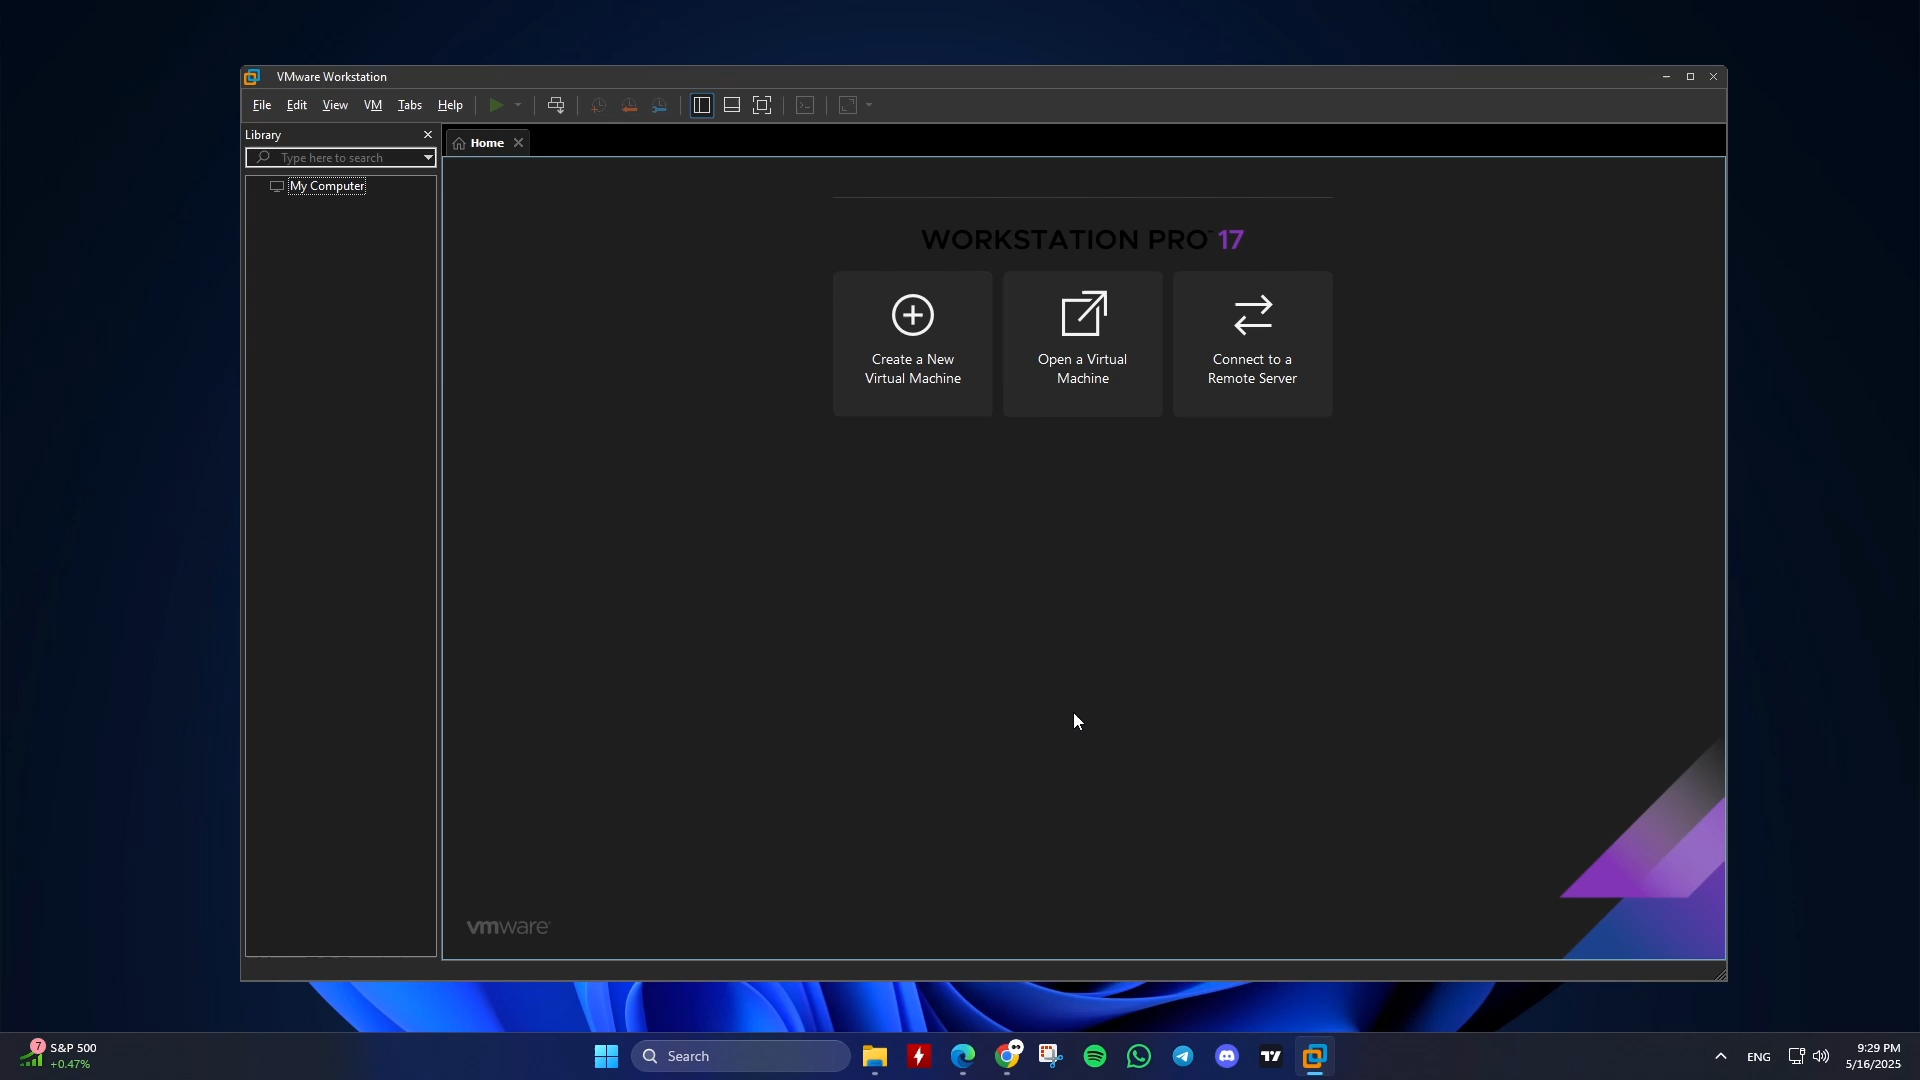 VMware Workstation
File Edit View VM Tabs Help
Library
Type here to search
My Computer
Home
WORKSTATION PRO™ 17
Create a New
Virtual Machine
Open a Virtual
Machine
Connect to a
Remote Server
vmware®
7
S&P 500
+0.47%
Search
ENG
9:29 PM
5/16/2025